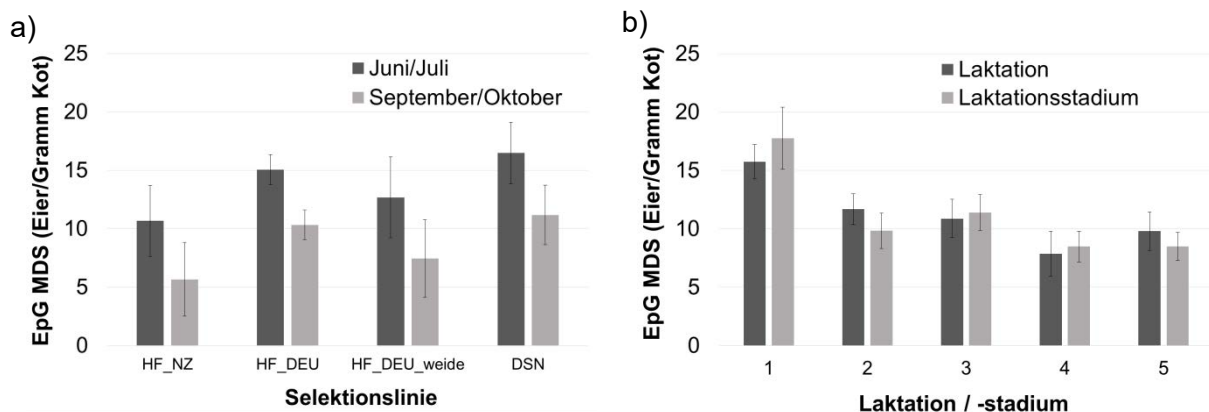 a)
EpG MDS (Eier/Gramm Kot)
25
20
15
10
5
0
Juni/Juli
September/Oktober
HF_NZ HF_DEU HF_DEU_weide DSN
Selektionslinie
b)
EpG MDS (Eier/Gramm Kot)
25
20
15
10
5
0
Laktation
Laktationsstadium
1 2 3 4 5
Laktation / -stadium